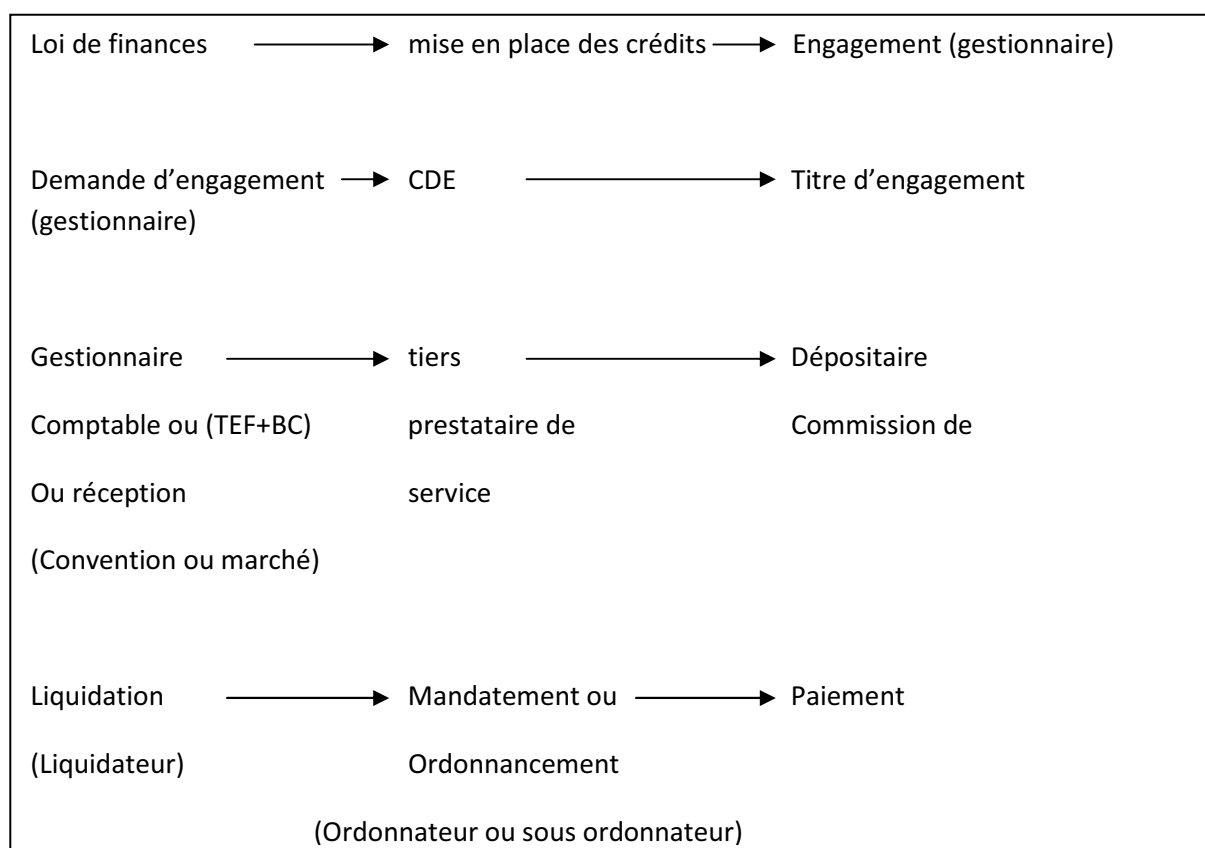 Loi de finances mise en place des crédits Engagement (gestionnaire)
Demande d’engagement CDE Titre d’engagement
(gestionnaire)
Gestionnaire tiers Dépositaire
Comptable ou (TEF+BC) prestataire de Commission de
Ou réception service
(Convention ou marché)
Liquidation Mandatement ou Paiement
(Liquidateur) Ordonnancement
(Ordonnateur ou sous ordonnateur)